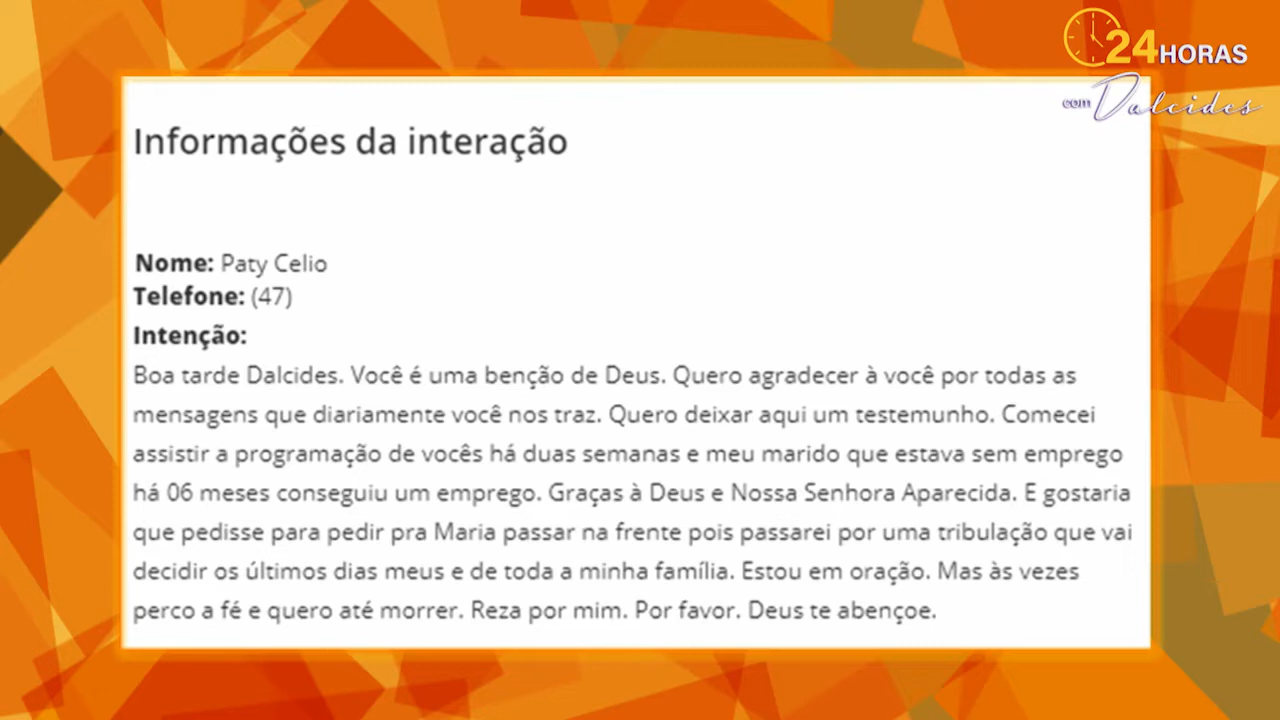 24HORAS
com Dalcides
Informações da interação
Nome: Paty Celio
Telefone: (47)
Intenção:
Boa tarde Dalcides. Você é uma benção de Deus. Quero agradecer à você por todas as
mensagens que diariamente você nos traz. Quero deixar aqui um testemunho. Comecei
assistir a programação de vocês há duas semanas e meu marido que estava sem emprego
há 06 meses conseguiu um emprego. Graças à Deus e Nossa Senhora Aparecida. E gostaria
que pedisse para pedir pra Maria passar na frente pois passarei por uma tribulação que vai
decidir os últimos dias meus e de toda a minha família. Estou em oração. Mas às vezes
perco a fé e quero até morrer. Reza por mim. Por favor. Deus te abençoe.